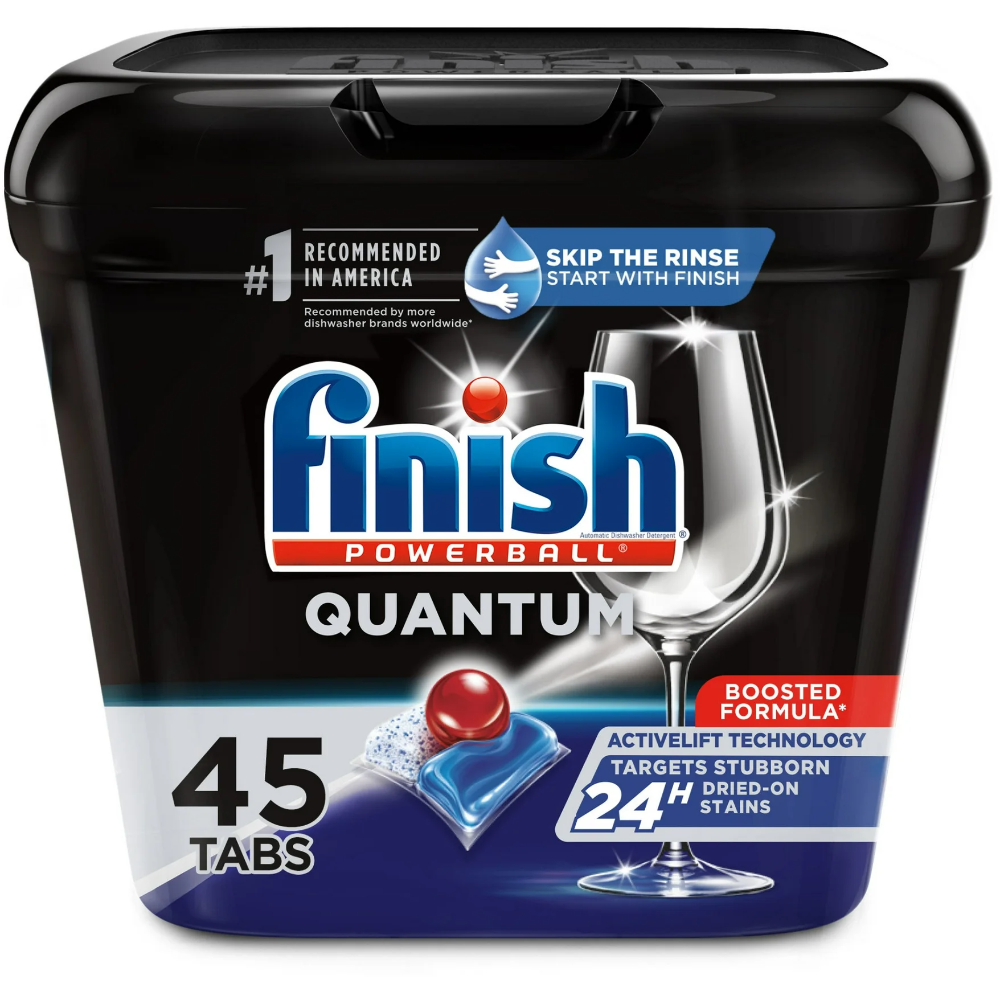 #1 RECOMMENDED
IN AMERICA
Recommended by more
dishwasher brands worldwide*
SKIP THE RINSE
START WITH FINISH
finish®
Automatic Dishwasher Detergent
POWERBALL®
QUANTUM
BOOSTED
FORMULA*
ACTIVELIFT TECHNOLOGY
TARGETS STUBBORN
24H DRIED-ON
STAINS
45
TABS